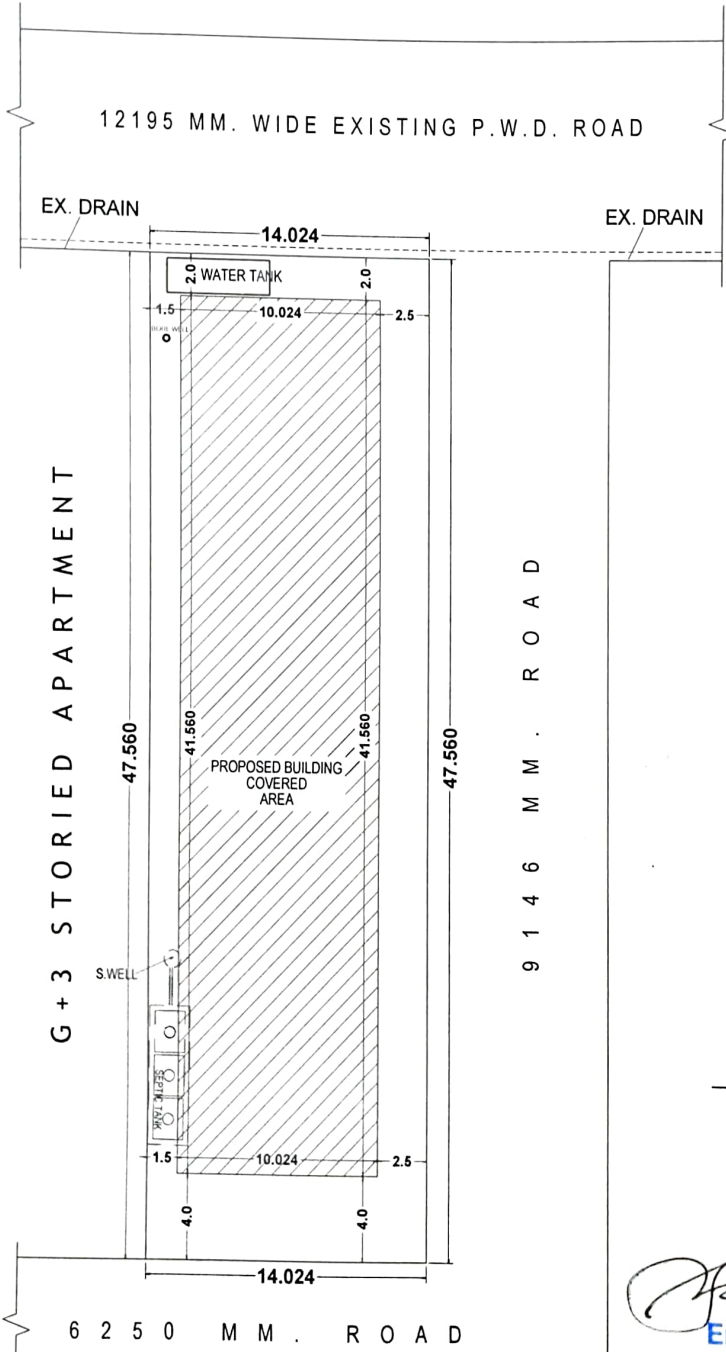 12195 MM. WIDE EXISTING P.W.D. ROAD
EX. DRAIN
EX. DRAIN
14.024
2.0
WATER TANK
2.0
1.5
10.024
2.5
BORE WELL
G+3 STORIED APARTMENT
47.560
41.560
41.560
47.560
PROPOSED BUILDING
COVERED
AREA
9146 MM. ROAD
S.WELL
SEPTIC TANK
1.5
10.024
2.5
4.0
4.0
14.024
6250 MM. ROAD